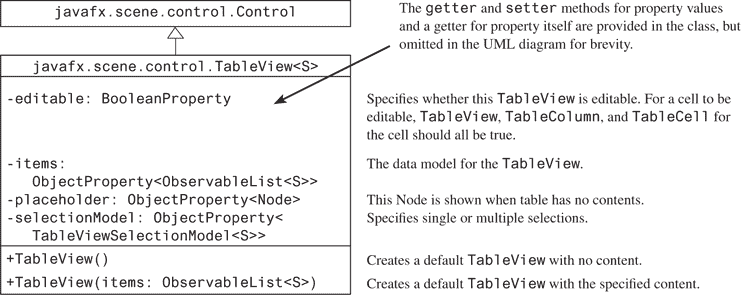 javafx.scene.control.Control
The getter and setter methods for property values
and a getter for property itself are provided in the class, but
omitted in the UML diagram for brevity.
javafx.scene.control.TableView<S>
-editable: BooleanProperty
Specifies whether this TableView is editable. For a cell to be
editable, TableView, TableColumn, and TableCell for
the cell should all be true.
-items:
The data model for the TableView.
ObjectProperty<ObservableList<S>>
-placeholder: ObjectProperty<Node>
This Node is shown when table has no contents.
-selectionModel: ObjectProperty<
Specifies single or multiple selections.
TableViewSelectionModel<S>>
+TableView()
Creates a default TableView with no content.
+TableView(items: ObservableList<S>)
Creates a default TableView with the specified content.